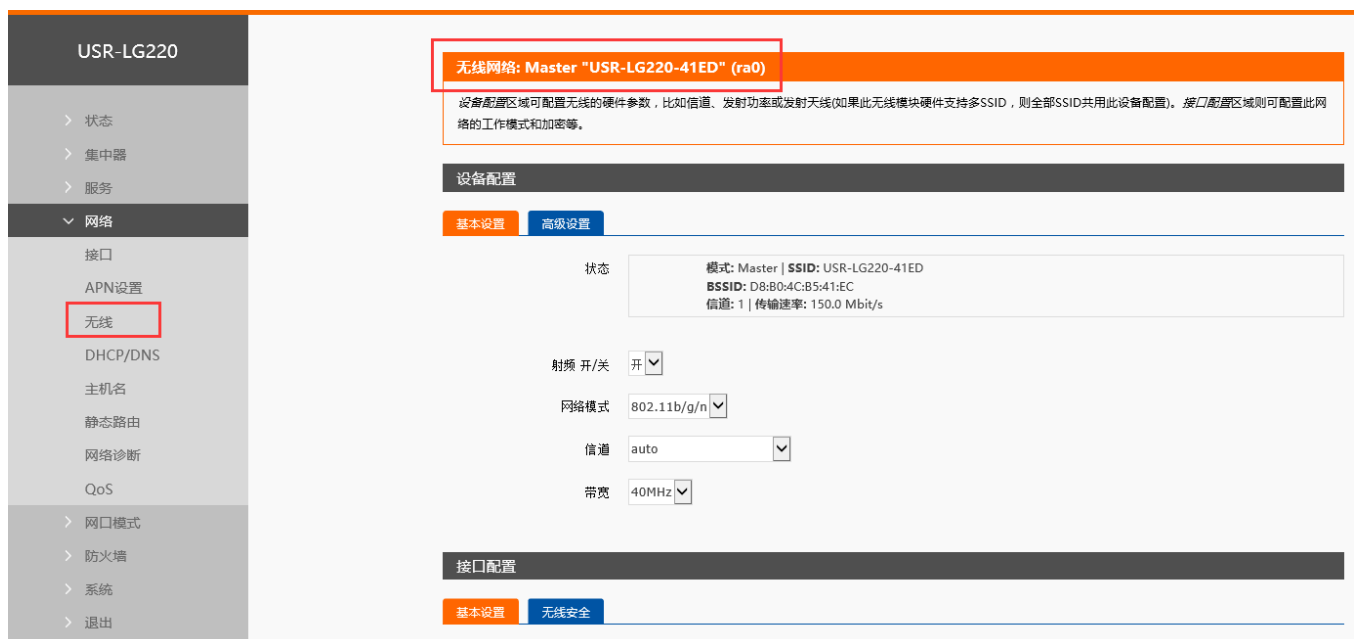 USR-LG220
状态
集中器
服务
网络
接口
APN设置
无线
DHCP/DNS
主机名
静态路由
网络诊断
QoS
网口模式
防火墙
系统
退出
无线网络: Master "USR-LG220-41ED" (ra0)
设备配置区域可配置无线的硬件参数，比如信道、发射功率或发射天线(如果此无线模块硬件支持多SSID，则全部SSID共用此设备配置)。接口配置区域则可配置此网
络的工作模式和加密等。
设备配置
基本设置 高级设置
状态 模式: Master | SSID: USR-LG220-41ED
BSSID: D8:B0:4C:B5:41:EC
信道: 1 | 传输速率: 150.0 Mbit/s
射频 开/关 开
网络模式 802.11b/g/n
信道 auto
带宽 40MHz
接口配置
基本设置 无线安全